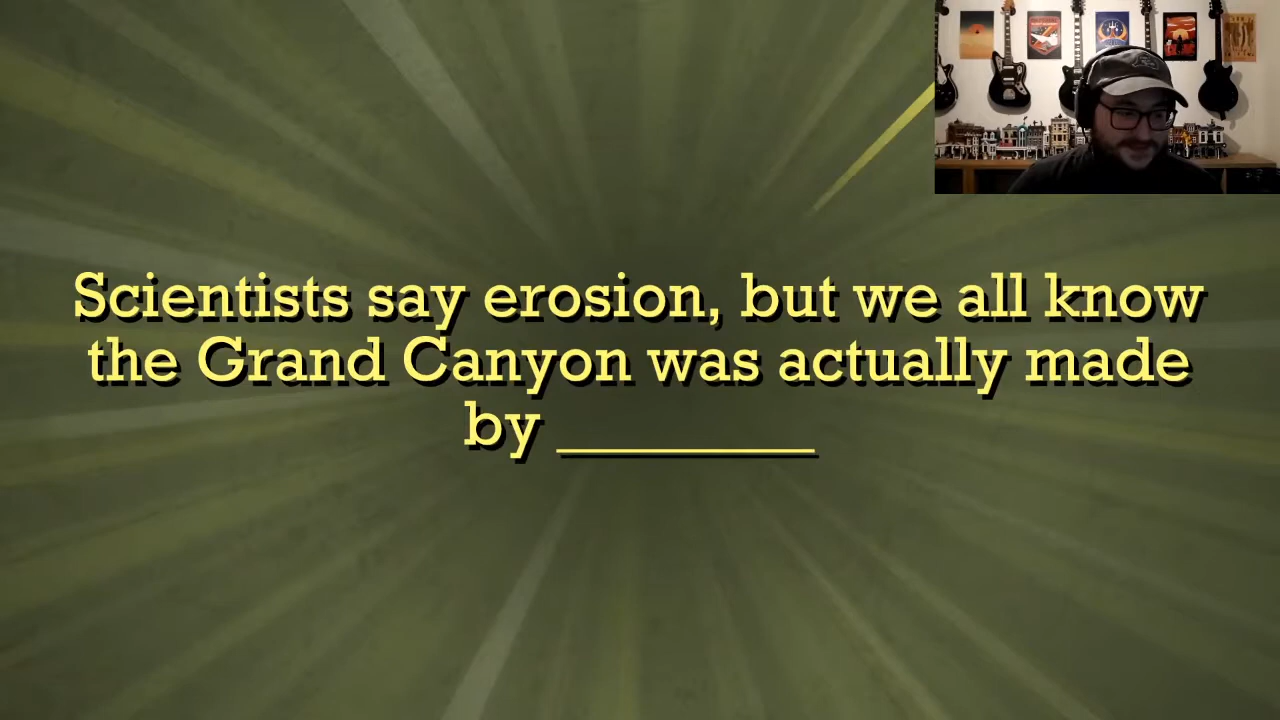 Scientists say erosion, but we all know
the Grand Canyon was actually made
by ________